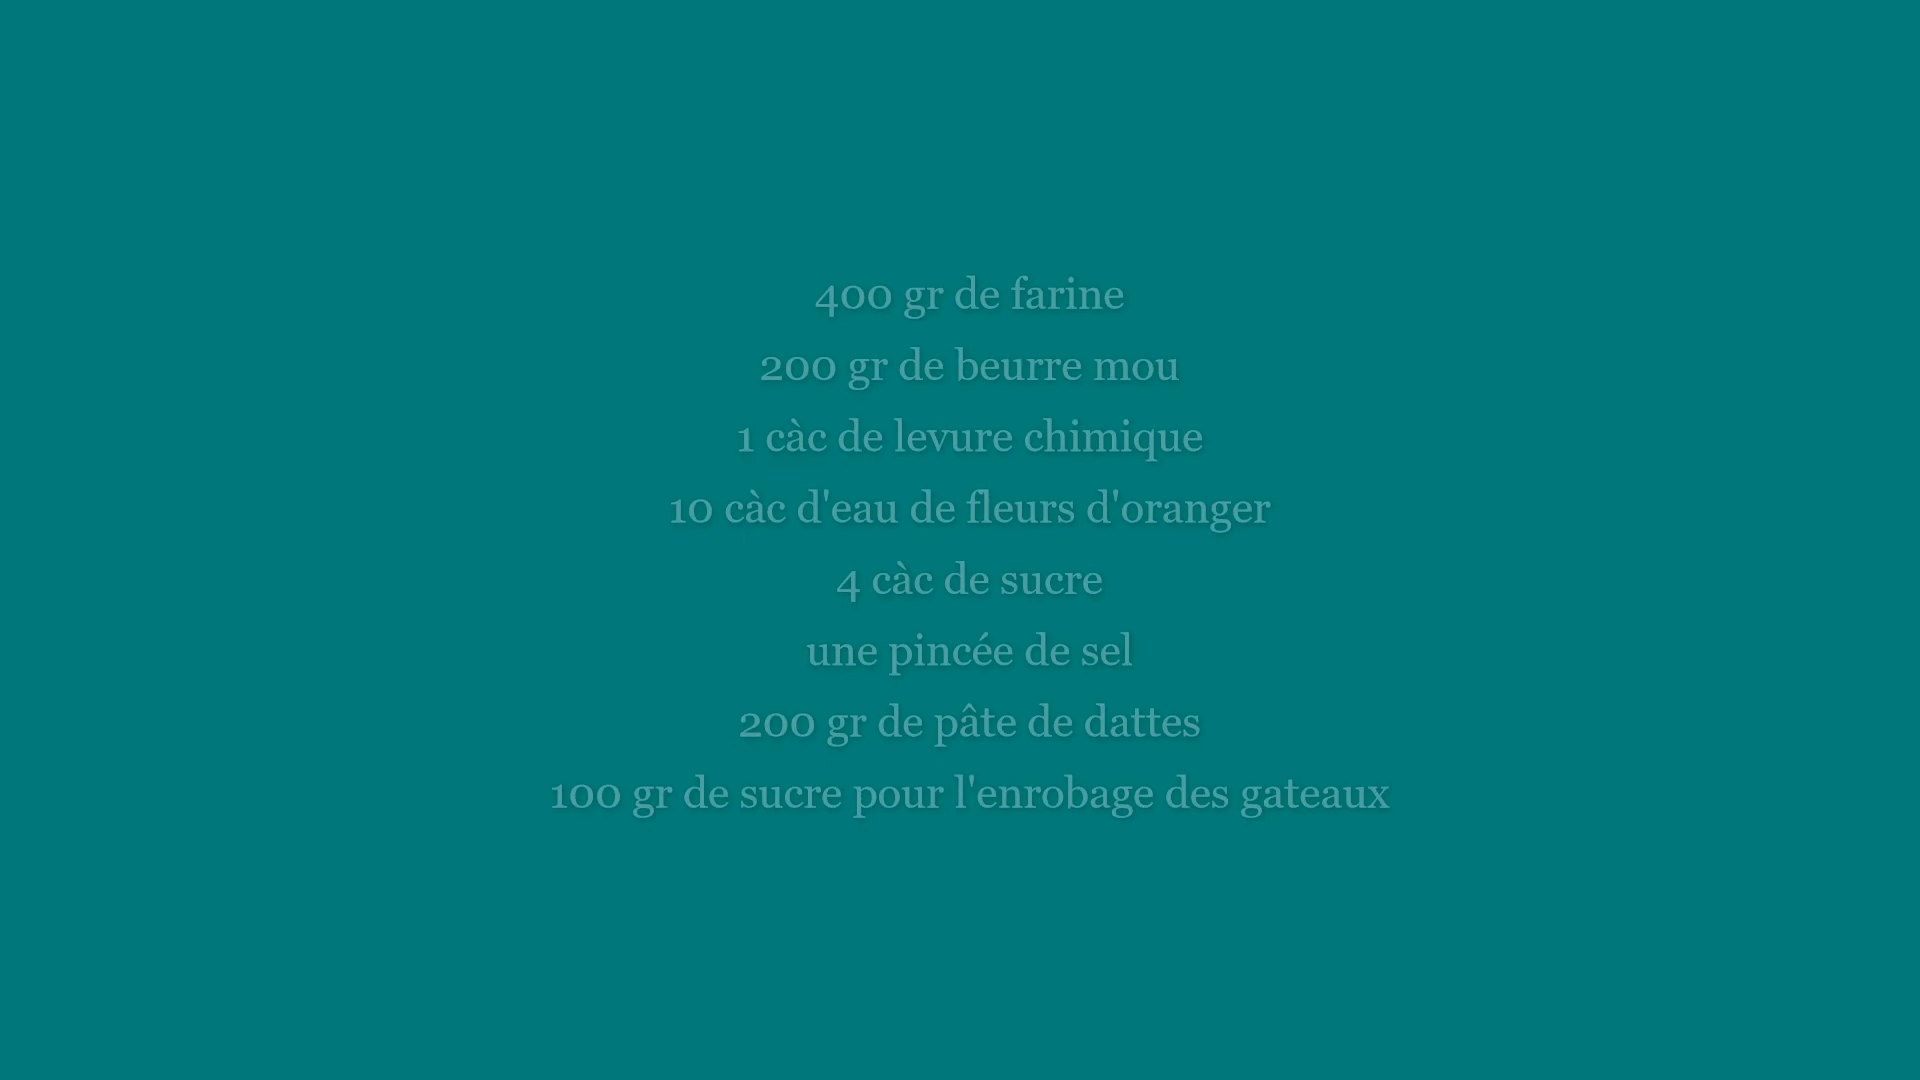 400 gr de farine
200 gr de beurre mou
1 càc de levure chimique
10 càc d'eau de fleurs d'oranger
4 càc de sucre
une pincée de sel
200 gr de pâte de dattes
100 gr de sucre pour l'enrobage des gateaux